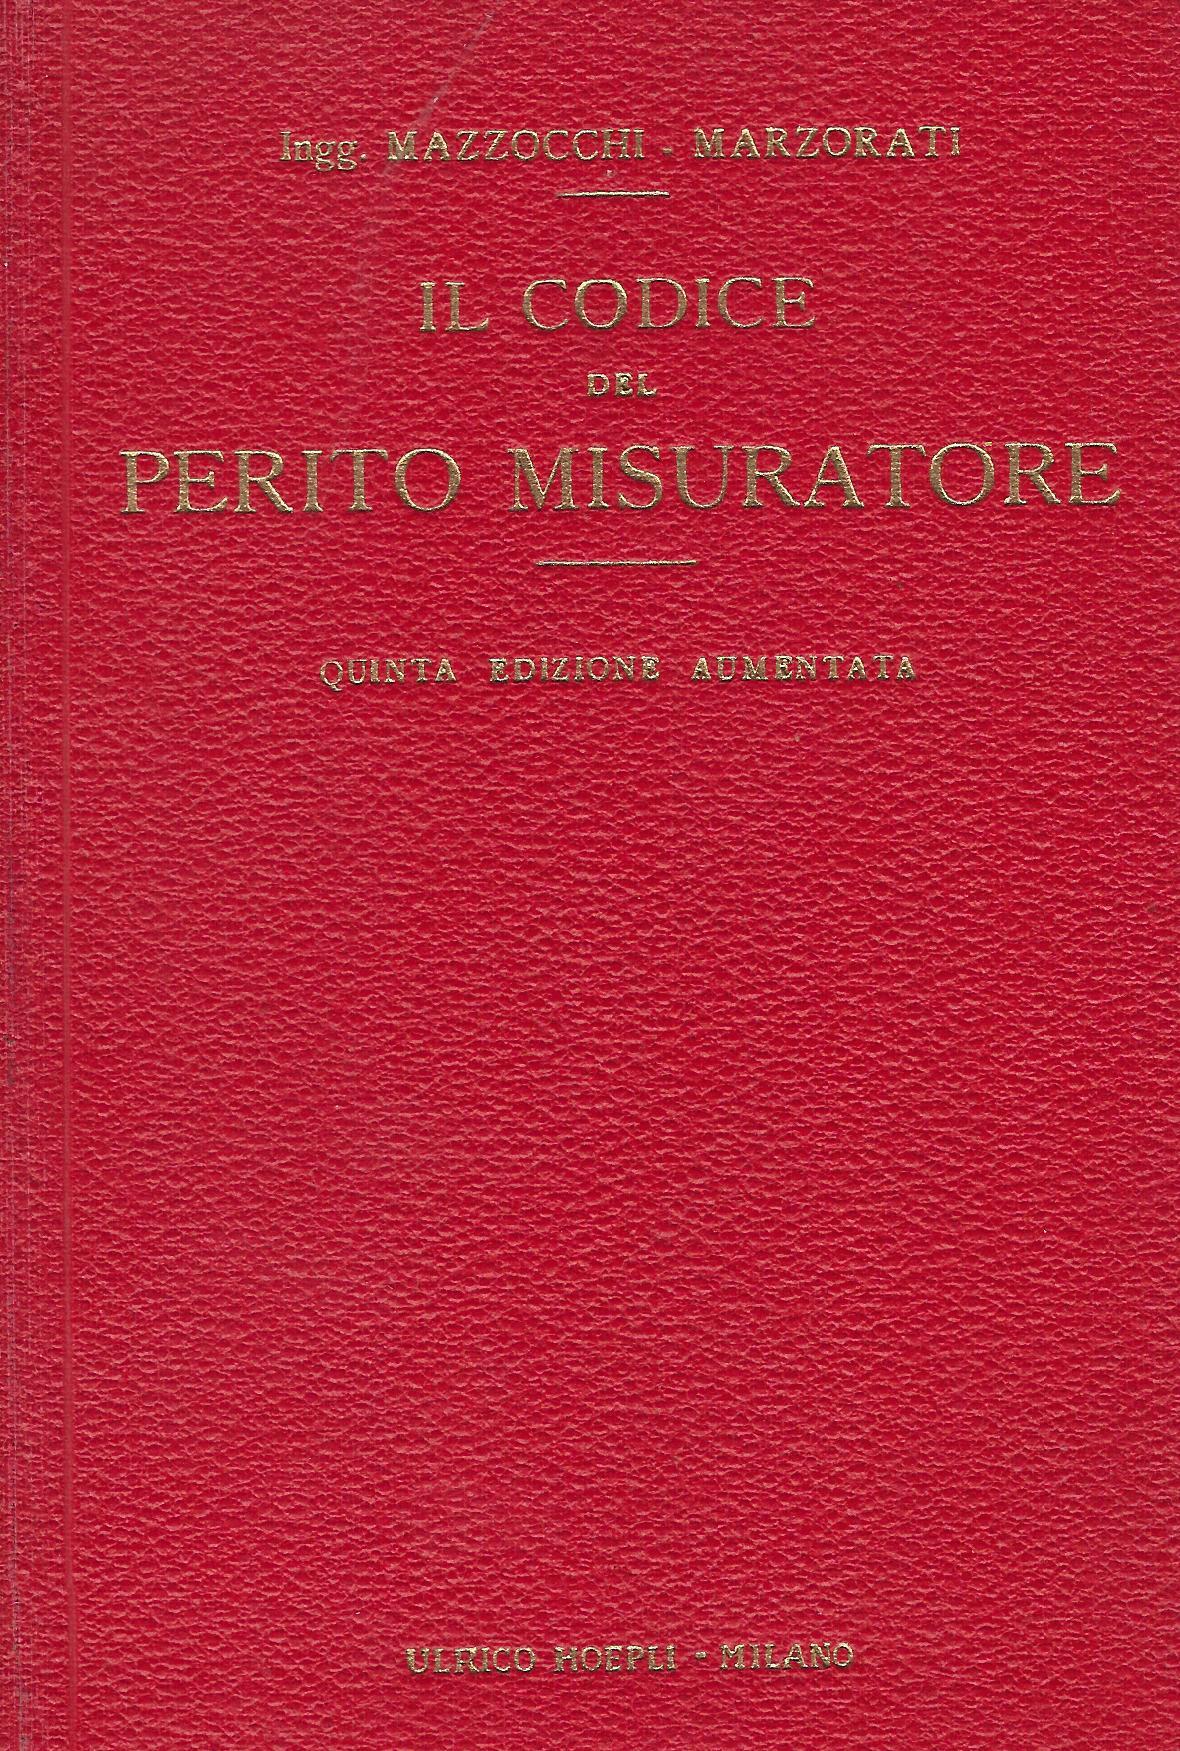 Ingg. MAZZOCCHI - MARZORATI
IL CODICE
DEL
PERITO MISURATORE
QUINTA EDIZIONE AUMENTATA
ULRICO HOEPLI - MILANO